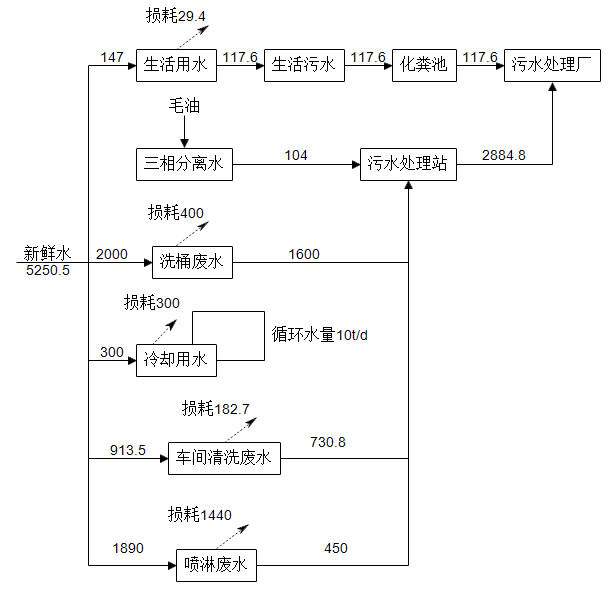 损耗29.4
147
生活用水
117.6
生活污水
117.6
化粪池
117.6
污水处理厂
毛油
三相分离水
104
污水处理站
2884.8
损耗400
新鲜水
5250.5
2000
洗桶废水
1600
损耗300
300
冷却用水
循环水量10t/d
损耗182.7
913.5
车间清洗废水
730.8
损耗1440
1890
喷淋废水
450